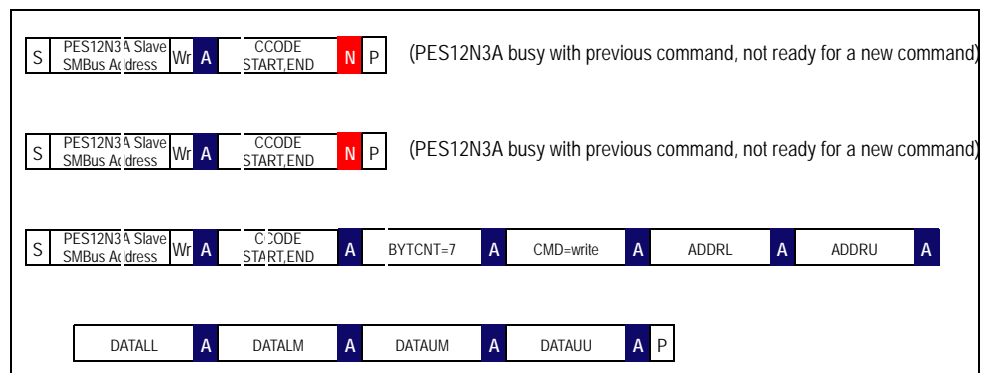 S PES12N3A Slave SMBus Address Wr A CCODE START,END N P (PES12N3A busy with previous command, not ready for a new command)
S PES12N3A Slave SMBus Address Wr A CCODE START,END N P (PES12N3A busy with previous command, not ready for a new command)
S PES12N3A Slave SMBus Address Wr A CCODE START,END A BYTCNT=7 A CMD=write A ADDRL A ADDRU A
DATALL A DATALM A DATAUM A DATAUU A P